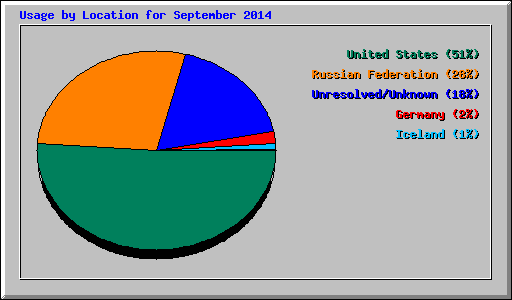 Usage by Location for September 2014
United States (51%)
Russian Federation (28%)
Unresolved/Unknown (18%)
Germany (2%)
Iceland (1%)